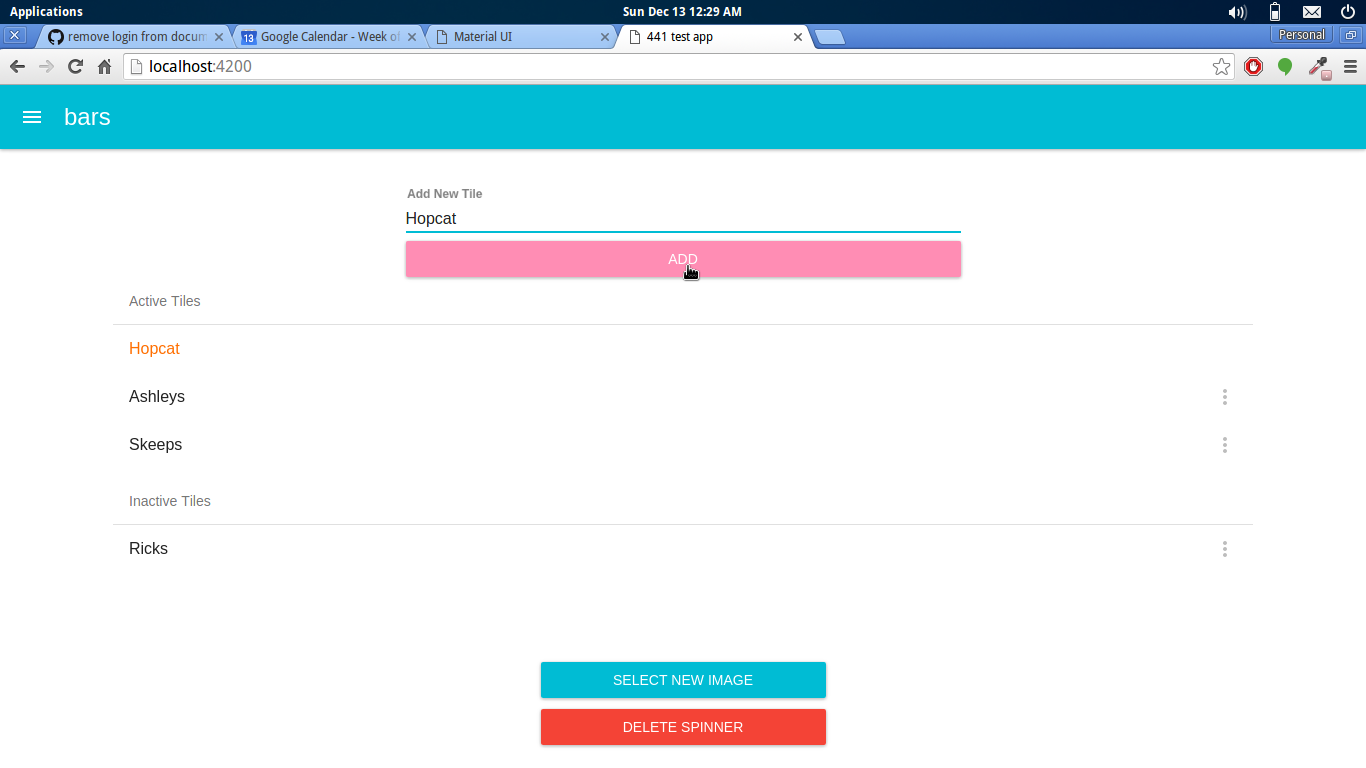 Applications
Sun Dec 13 12:29 AM
remove login from docum
13 Google Calendar - Week of
Material UI
441 test app
Personal
localhost:4200
bars
Add New Tile
Hopcat
ADD
Active Tiles
Hopcat
Ashleys
Skeeps
Inactive Tiles
Ricks
SELECT NEW IMAGE
DELETE SPINNER